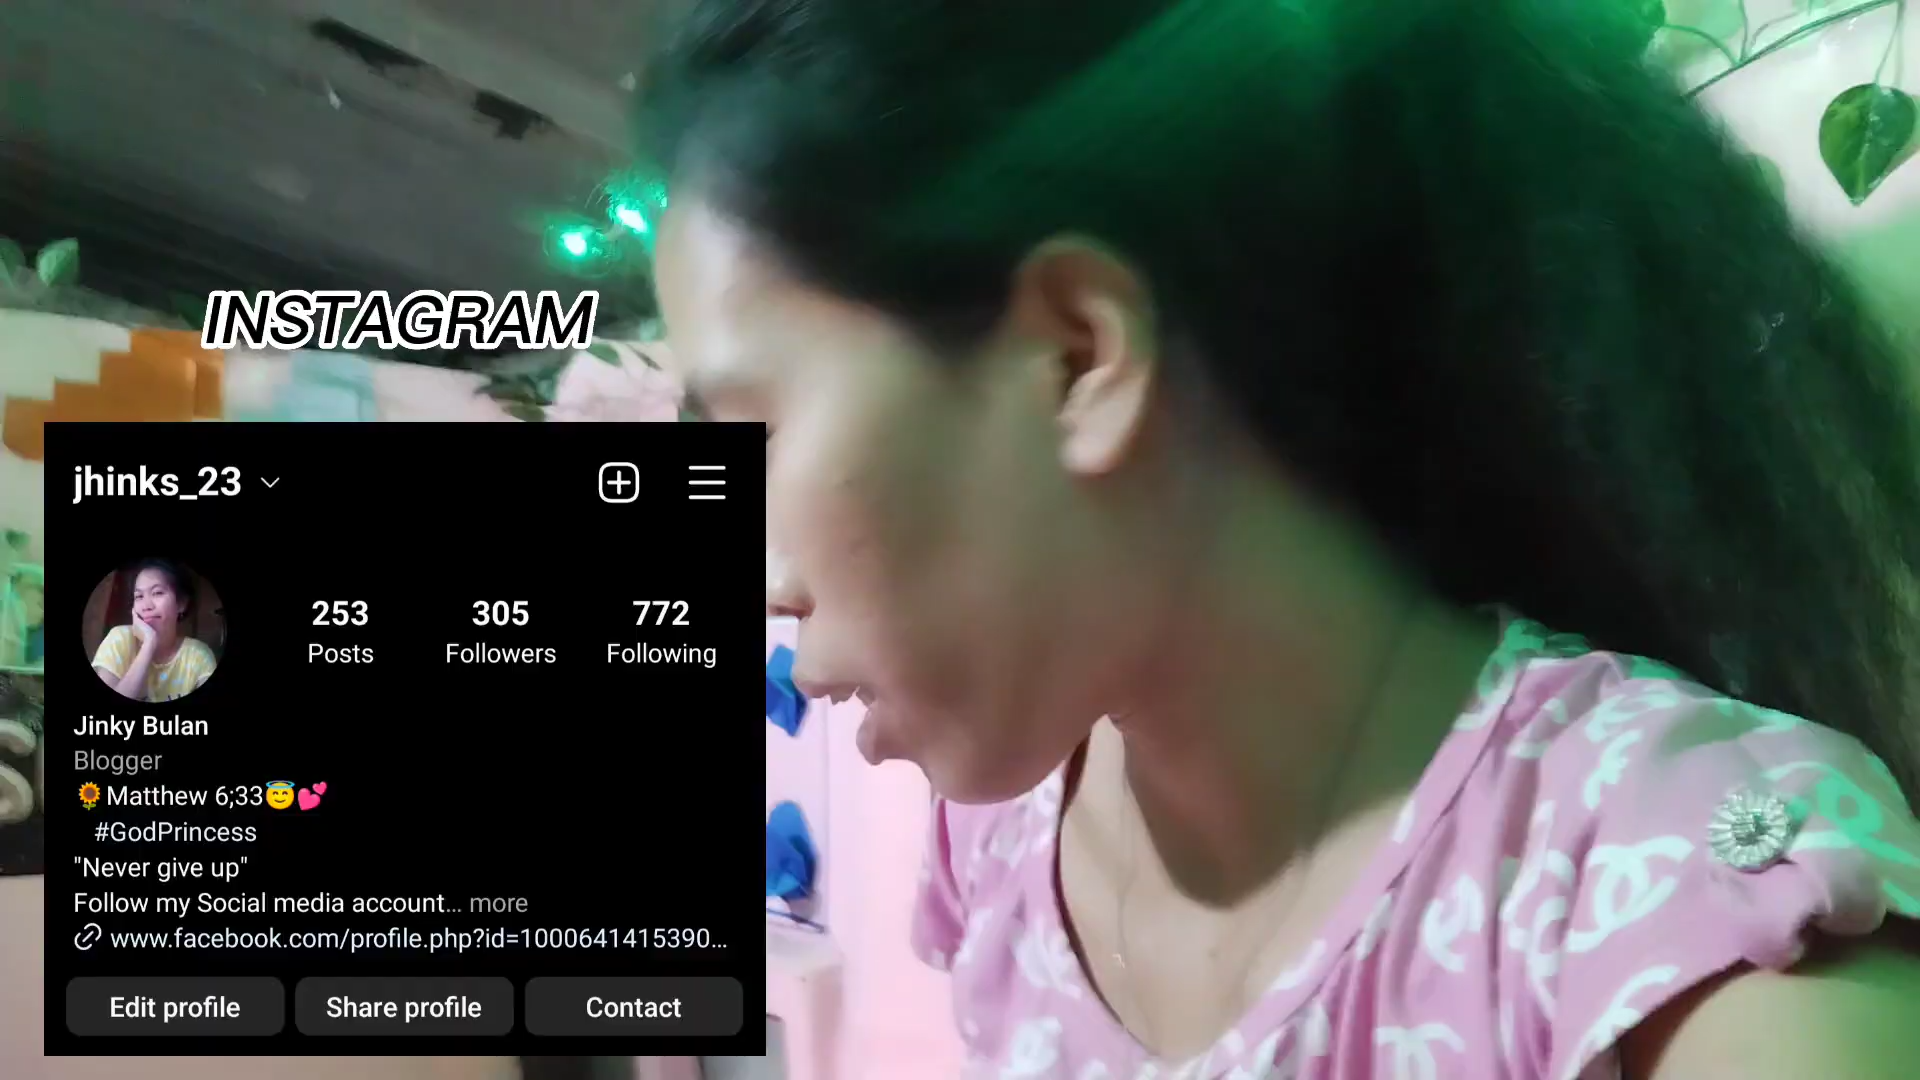 INSTAGRAM
jhinks_23
253 305 772
Posts Followers Following
Jinky Bulan
Blogger
🌻Matthew 6;33😇💕
#GodPrincess
"Never give up"
Follow my Social media account... more
www.facebook.com/profile.php?id=1000641415390...
Edit profile Share profile Contact